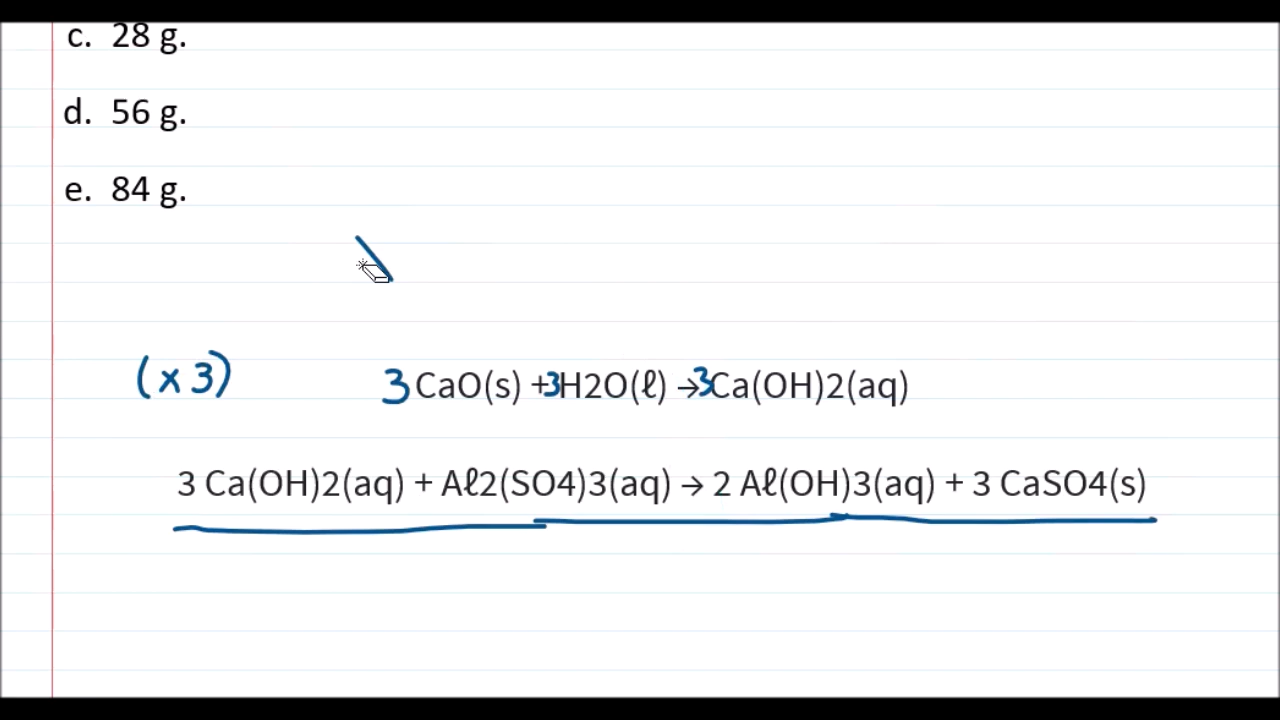 c. 28 g.
d. 56 g.
e. 84 g.
(x 3) 3 CaO(s) + 3 H2O(ℓ) → 3 Ca(OH)2(aq)
3 Ca(OH)2(aq) + Aℓ2(SO4)3(aq) → 2 Aℓ(OH)3(aq) + 3 CaSO4(s)